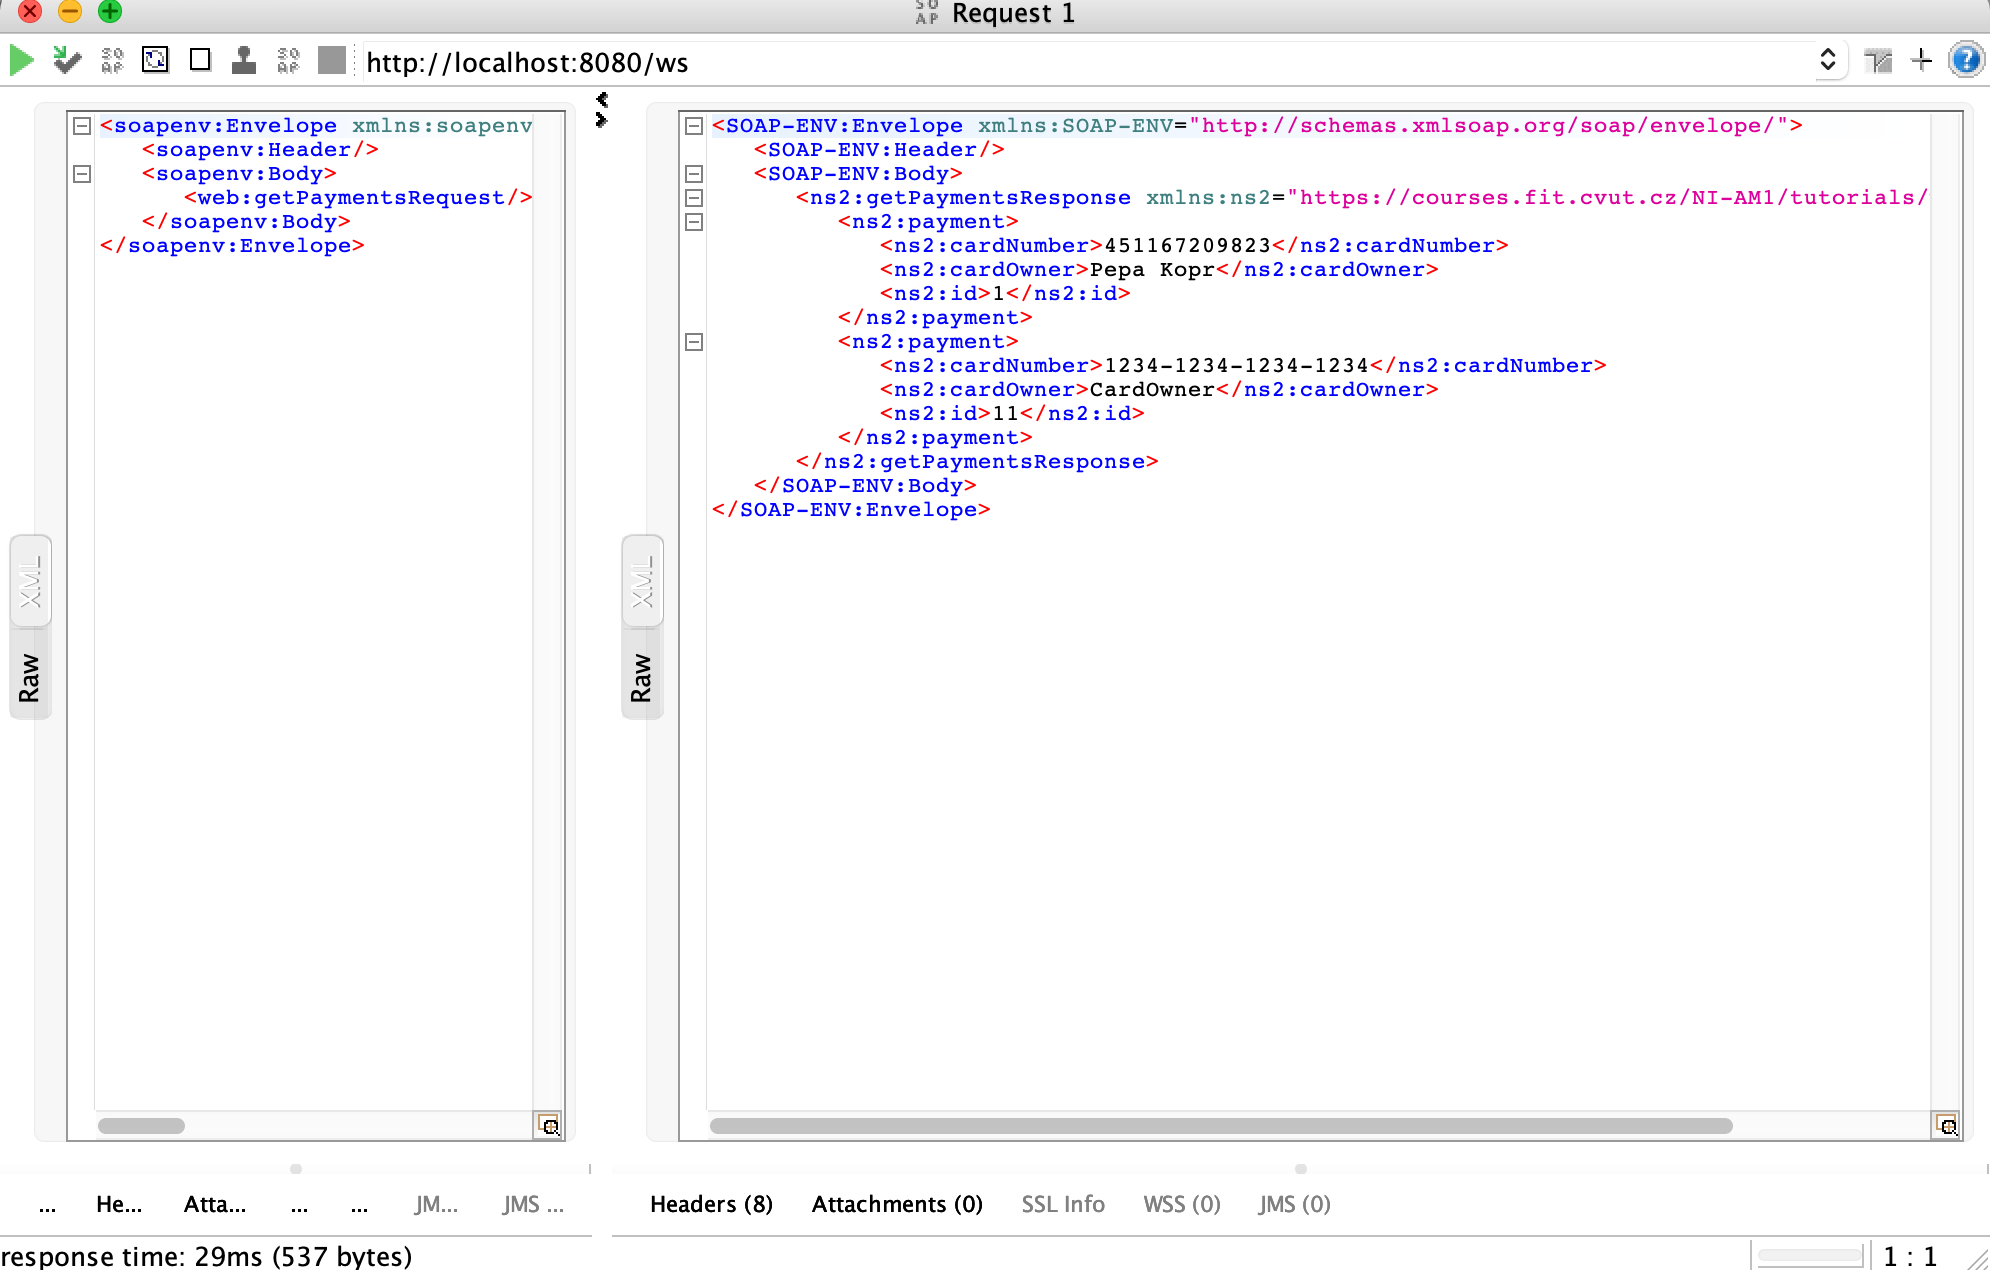 SO
AP Request 1
http://localhost:8080/ws
<soapenv:Envelope xmlns:soapenv
<soapenv:Header/>
<soapenv:Body>
<web:getPaymentsRequest/>
</soapenv:Body>
</soapenv:Envelope>
XML
Raw
<SOAP-ENV:Envelope xmlns:SOAP-ENV="http://schemas.xmlsoap.org/soap/envelope/">
<SOAP-ENV:Header/>
<SOAP-ENV:Body>
<ns2:getPaymentsResponse xmlns:ns2="https://courses.fit.cvut.cz/NI-AM1/tutorials/
<ns2:payment>
<ns2:cardNumber>451167209823</ns2:cardNumber>
<ns2:cardOwner>Pepa Kopr</ns2:cardOwner>
<ns2:id>1</ns2:id>
</ns2:payment>
<ns2:payment>
<ns2:cardNumber>1234-1234-1234-1234</ns2:cardNumber>
<ns2:cardOwner>CardOwner</ns2:cardOwner>
<ns2:id>11</ns2:id>
</ns2:payment>
</ns2:getPaymentsResponse>
</SOAP-ENV:Body>
</SOAP-ENV:Envelope>
XML
Raw
... He... Atta... ... ... JM... JMS ...
Headers (8) Attachments (0) SSL Info WSS (0) JMS (0)
response time: 29ms (537 bytes)
1 : 1